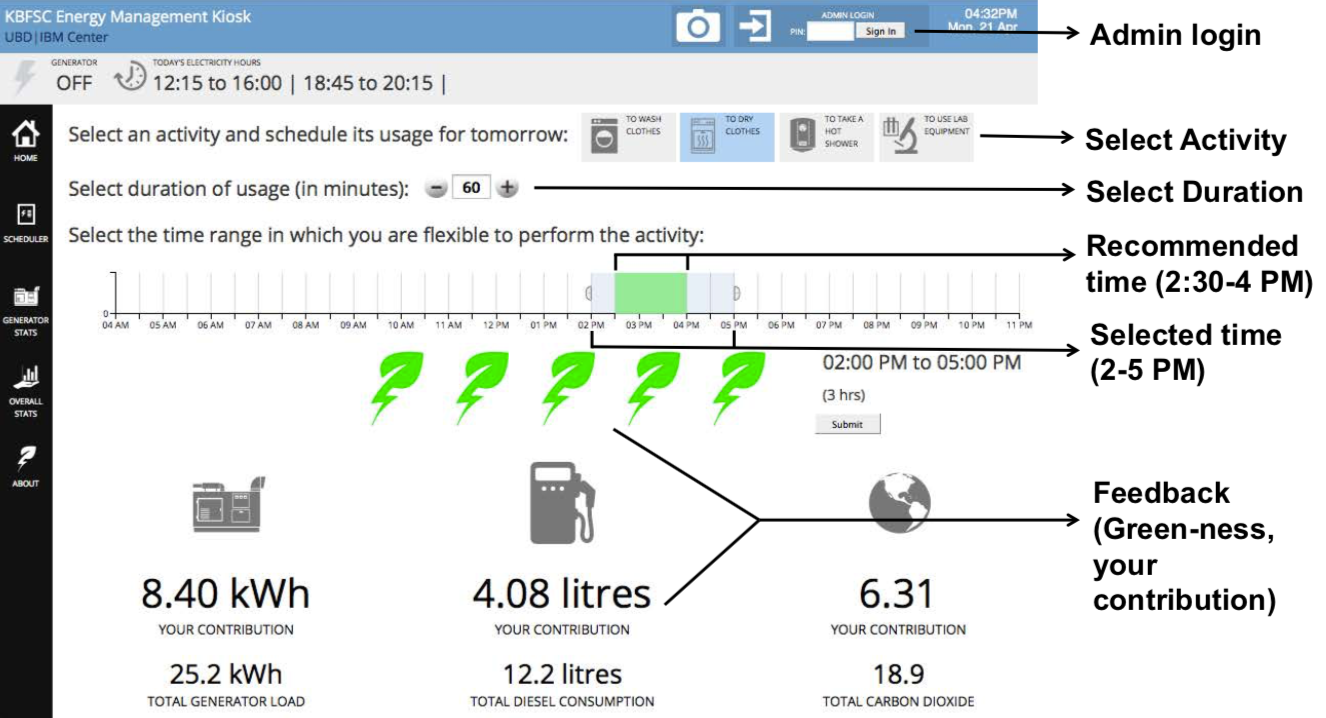 KBFSC Energy Management Kiosk
UBD|IBM Center
ADMIN LOGIN
PIN:
Sign In
04:32PM
Mon, 21 Apr
Admin login
GENERATOR
OFF
TODAY'S ELECTRICITY HOURS
12:15 to 16:00 | 18:45 to 20:15 |
HOME
SCHEDULER
GENERATOR
STATS
OVERALL
STATS
ABOUT
Select an activity and schedule its usage for tomorrow:
TO WASH
CLOTHES
TO DRY
CLOTHES
TO TAKE A
HOT
SHOWER
TO USE LAB
EQUIPMENT
Select Activity
Select duration of usage (in minutes):
60
Select Duration
Select the time range in which you are flexible to perform the activity:
Recommended
time (2:30-4 PM)
0
04 AM 05 AM 06 AM 07 AM 08 AM 09 AM 10 AM 11 AM 12 PM 01 PM 02 PM 03 PM 04 PM 05 PM 06 PM 07 PM 08 PM 09 PM 10 PM 11 PM
Selected time
(2-5 PM)
02:00 PM to 05:00 PM
(3 hrs)
Submit
Feedback
(Green-ness,
your
contribution)
8.40 kWh
YOUR CONTRIBUTION
25.2 kWh
TOTAL GENERATOR LOAD
4.08 litres
YOUR CONTRIBUTION
12.2 litres
TOTAL DIESEL CONSUMPTION
6.31
YOUR CONTRIBUTION
18.9
TOTAL CARBON DIOXIDE